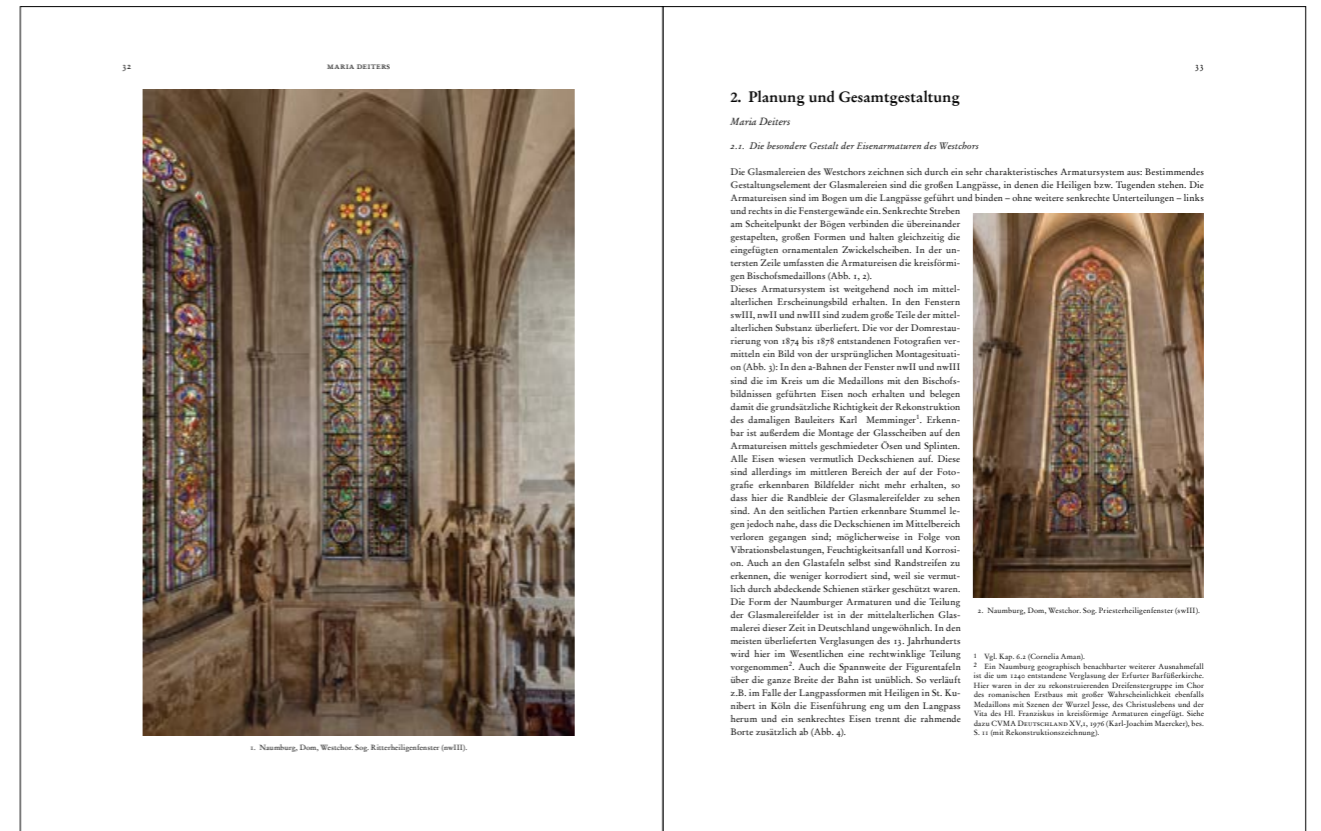 32
MARIA DEITERS
1. Naumburg, Dom, Westchor. Sog. Ritterheiligenfenster (nwIII).
33
2. Planung und Gesamtgestaltung
Maria Deiters
2.1. Die besondere Gestalt der Eisenarmaturen des Westchors
Die Glasmalereien des Westchors zeichnen sich durch ein sehr charakteristisches Armatursystem aus: Bestimmendes
Gestaltungselement der Glasmalereien sind die großen Langpässe, in denen die Heiligen bzw. Tugenden stehen. Die
Armatureisen sind im Bogen um die Langpässe geführt und binden – ohne weitere senkrechte Unterteilungen – links
und rechts in die Fenstergewände ein. Senkrechte Streben
am Scheitelpunkt der Bögen verbinden die übereinander
gestapelten, großen Formen und halten gleichzeitig die
eingefügten ornamentalen Zwickelscheiben. In der un-
tersten Zeile umfassten die Armatureisen die kreisförmi-
gen Bischofsmedaillons (Abb. 1, 2).
Dieses Armatursystem ist weitgehend noch im mittel-
alterlichen Erscheinungsbild erhalten. In den Fenstern
swIII, nwII und nwIII sind zudem große Teile der mittel-
alterlichen Substanz überliefert. Die vor der Domrestau-
rierung von 1874 bis 1878 entstandenen Fotografien ver-
mitteln ein Bild von der ursprünglichen Montagesituati-
on (Abb. 3): In den a-Bahnen der Fenster nwII und nwIII
sind die im Kreis um die Medaillons mit den Bischofs-
bildnissen geführten Eisen noch erhalten und belegen
damit die grundsätzliche Richtigkeit der Rekonstruktion
des damaligen Bauleiters Karl Memminger1. Erkenn-
bar ist außerdem die Montage der Glasscheiben auf den
Armatureisen mittels geschmiedeter Ösen und Splinten.
Alle Eisen wiesen vermutlich Deckschienen auf. Diese
sind allerdings im mittleren Bereich der auf der Foto-
grafie erkennbaren Bildfelder nicht mehr erhalten, so
dass hier die Randbleie der Glasmalereifelder zu sehen
sind. An den seitlichen Partien erkennbare Stummel le-
gen jedoch nahe, dass die Deckschienen im Mittelbereich
verloren gegangen sind; möglicherweise in Folge von
Vibrationsbelastungen, Feuchtigkeitsanfall und Korrosi-
on. Auch an den Glastafeln selbst sind Randstreifen zu
erkennen, die weniger korrodiert sind, weil sie vermut-
lich durch abdeckende Schienen stärker geschützt waren.
Die Form der Naumburger Armaturen und die Teilung
der Glasmalereifelder ist in der mittelalterlichen Glas-
malerei dieser Zeit in Deutschland ungewöhnlich. In den
meisten überlieferten Verglasungen des 13. Jahrhunderts
wird hier im Wesentlichen eine rechtwinklige Teilung
vorgenommen2. Auch die Spannweite der Figurentafeln
über die ganze Breite der Bahn ist unüblich. So verläuft
z.B. im Falle der Langpassformen mit Heiligen in St. Ku-
nibert in Köln die Eisenführung eng um den Langpass
herum und ein senkrechtes Eisen trennt die rahmende
Borte zusätzlich ab (Abb. 4).
2. Naumburg, Dom, Westchor. Sog. Priesterheiligenfenster (swIII).
1 Vgl. Kap. 6.2 (Cornelia Aman).
2 Ein Naumburg geographisch benachbarter weiterer Ausnahmefall
ist die um 1240 entstandene Verglasung der Erfurter Barfüßerkirche.
Hier waren in der zu rekonstruierenden Dreifenstergruppe im Chor
des romanischen Erstbaus mit großer Wahrscheinlichkeit ebenfalls
Medaillons mit Szenen der Wurzel Jesse, des Christuslebens und der
Vita des Hl. Franziskus in kreisförmige Armaturen eingefügt. Siehe
dazu CVMA DEUTSCHLAND XV,1, 1976 (Karl-Joachim Maercker), bes.
S. 11 (mit Rekonstruktionszeichnung).